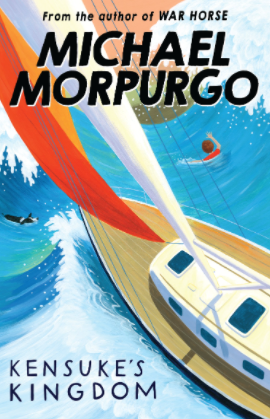 From the author of WAR HORSE
MICHAEL
MORPURGO
KENSUKE'S
KINGDOM